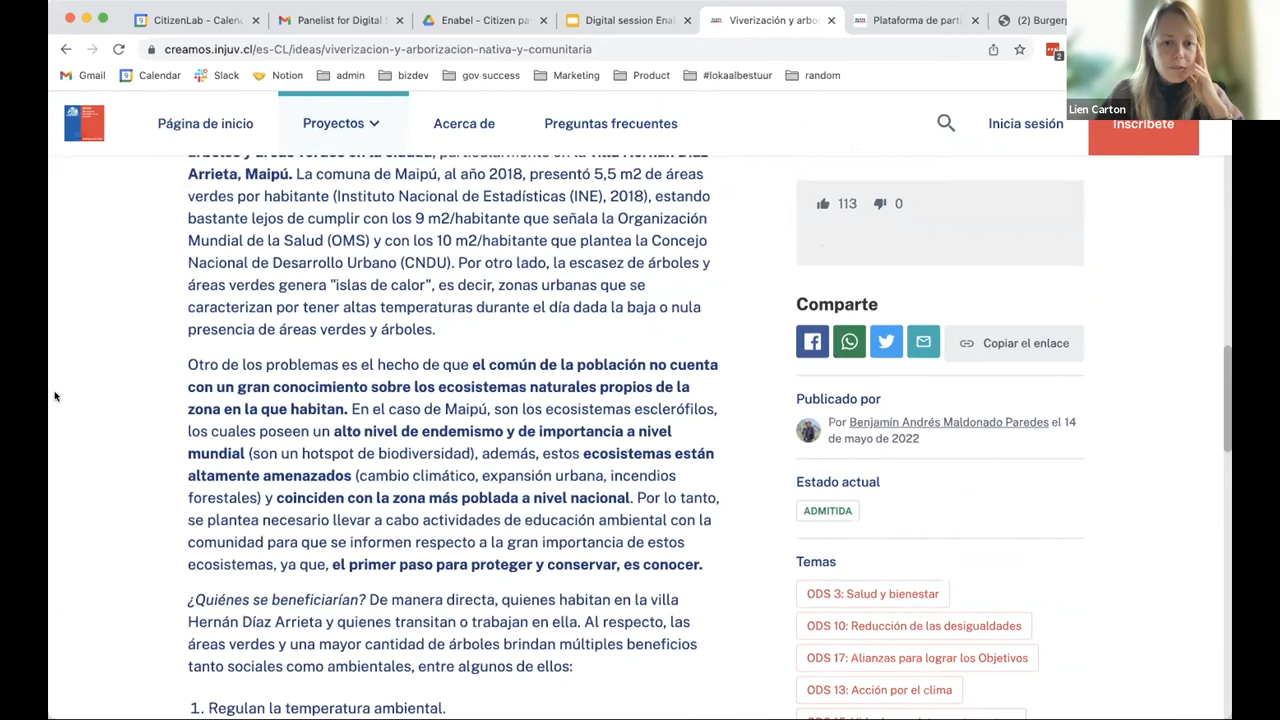 CitizenLab - Calen
Panelist for Digital
Enabel - Citizen pa
Digital session Ena
Viverización y arbo
Plataforma de parti
(2) Burgerp
creamos.injuv.cl/es-CL/ideas/viverizacion-y-arborizacion-nativa-y-comunitaria
2
Gmail
Calendar
Slack
Notion
admin
bizdev
gov success
Marketing
Product
#lokaalbestuur
random
Lien Carton
Página de inicio
Proyectos
Acerca de
Preguntas frecuentes
Inicia sesión
Inscríbete
árboles y áreas verdes en la ciudad, particularmente en la Villa Hernán Díaz
Arrieta, Maipú. La comuna de Maipú, al año 2018, presentó 5,5 m2 de áreas
verdes por habitante (Instituto Nacional de Estadísticas (INE), 2018), estando
bastante lejos de cumplir con los 9 m2/habitante que señala la Organización
Mundial de la Salud (OMS) y con los 10 m2/habitante que plantea la Concejo
Nacional de Desarrollo Urbano (CNDU). Por otro lado, la escasez de árboles y
áreas verdes genera "islas de calor", es decir, zonas urbanas que se
caracterizan por tener altas temperaturas durante el día dada la baja o nula
presencia de áreas verdes y árboles.
Otro de los problemas es el hecho de que el común de la población no cuenta
con un gran conocimiento sobre los ecosistemas naturales propios de la
zona en la que habitan. En el caso de Maipú, son los ecosistemas esclerófilos,
los cuales poseen un alto nivel de endemismo y de importancia a nivel
mundial (son un hotspot de biodiversidad), además, estos ecosistemas están
altamente amenazados (cambio climático, expansión urbana, incendios
forestales) y coinciden con la zona más poblada a nivel nacional. Por lo tanto,
se plantea necesario llevar a cabo actividades de educación ambiental con la
comunidad para que se informen respecto a la gran importancia de estos
ecosistemas, ya que, el primer paso para proteger y conservar, es conocer.
¿Quiénes se beneficiarían? De manera directa, quienes habitan en la villa
Hernán Díaz Arrieta y quienes transitan o trabajan en ella. Al respecto, las
áreas verdes y una mayor cantidad de árboles brindan múltiples beneficios
tanto sociales como ambientales, entre algunos de ellos:
1. Regulan la temperatura ambiental.
113 0
Comparte
Copiar el enlace
Publicado por
Por Benjamín Andrés Maldonado Paredes el 14
de mayo de 2022
Estado actual
ADMITIDA
Temas
ODS 3: Salud y bienestar
ODS 10: Reducción de las desigualdades
ODS 17: Alianzas para lograr los Objetivos
ODS 13: Acción por el clima